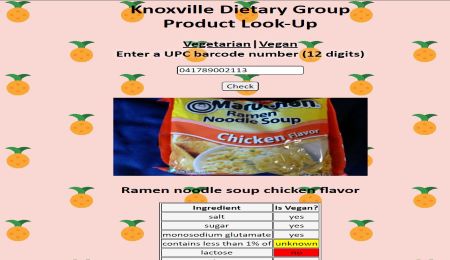 Knoxville Dietary Group
Product Look-Up
Vegetarian | Vegan
Enter a UPC barcode number (12 digits)
041789002113
Check
Maruchan
Ramen
Noodle Soup
Chicken Flavor
Ramen noodle soup chicken flavor
Ingredient Is Vegan?
salt yes
sugar yes
monosodium glutamate yes
contains less than 1% of unknown
lactose no